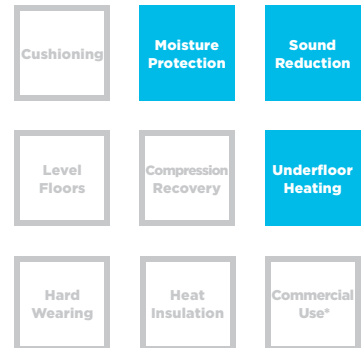 Cushioning
Moisture
Protection
Sound
Reduction
Level
Floors
Compression
Recovery
Underfloor
Heating
Hard
Wearing
Heat
Insulation
Commercial
Use*